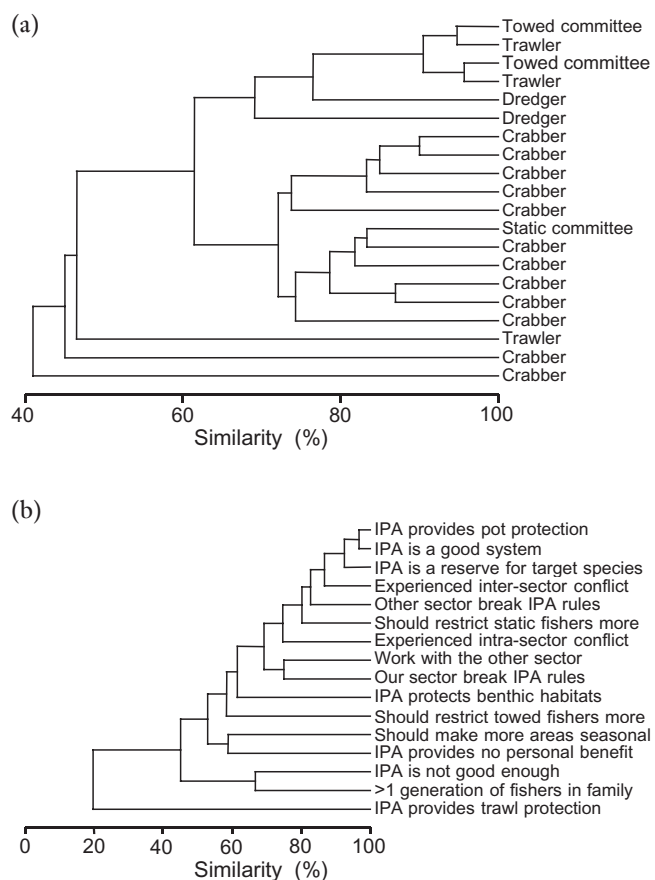 (a)
Towed committee
Trawler
Towed committee
Trawler
Dredger
Dredger
Crabber
Crabber
Crabber
Crabber
Crabber
Static committee
Crabber
Crabber
Crabber
Crabber
Crabber
Trawler
Crabber
Crabber
40 60 80 100
Similarity (%)
(b)
IPA provides pot protection
IPA is a good system
IPA is a reserve for target species
Experienced inter-sector conflict
Other sector break IPA rules
Should restrict static fishers more
Experienced intra-sector conflict
Work with the other sector
Our sector break IPA rules
IPA protects benthic habitats
Should restrict towed fishers more
Should make more areas seasonal
IPA provides no personal benefit
IPA is not good enough
>1 generation of fishers in family
IPA provides trawl protection
0 20 40 60 80 100
Similarity (%)